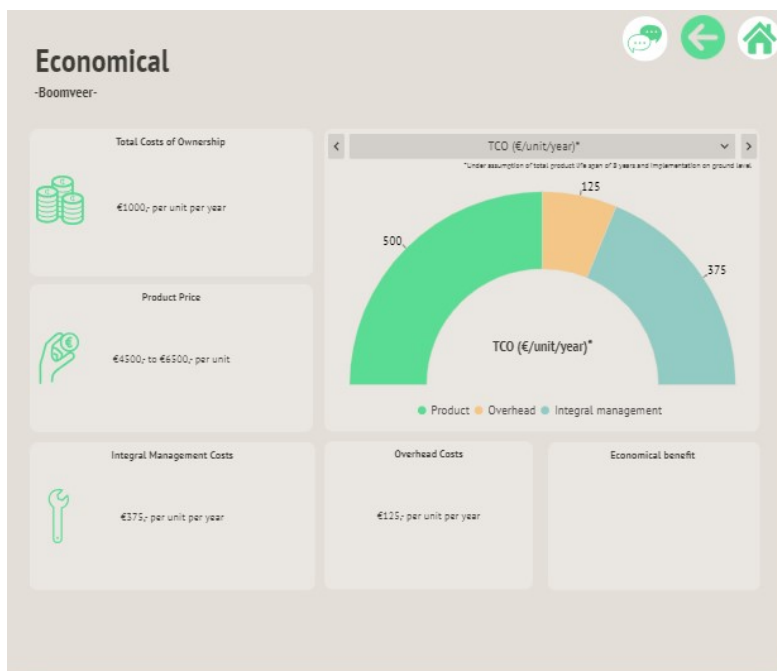 Economical
-Boomveer-
Total Costs of Ownership
€1000,- per unit per year
Product Price
€4500,- to €6500,- per unit
TCO (€/unit/year)*
*Under assumption of total product life span of 9 years and implementation on ground level.
125
500
375
TCO (€/unit/year)*
Product
Overhead
Integral management
Integral Management Costs
€375,- per unit per year
Overhead Costs
€125,- per unit per year
Economical benefit